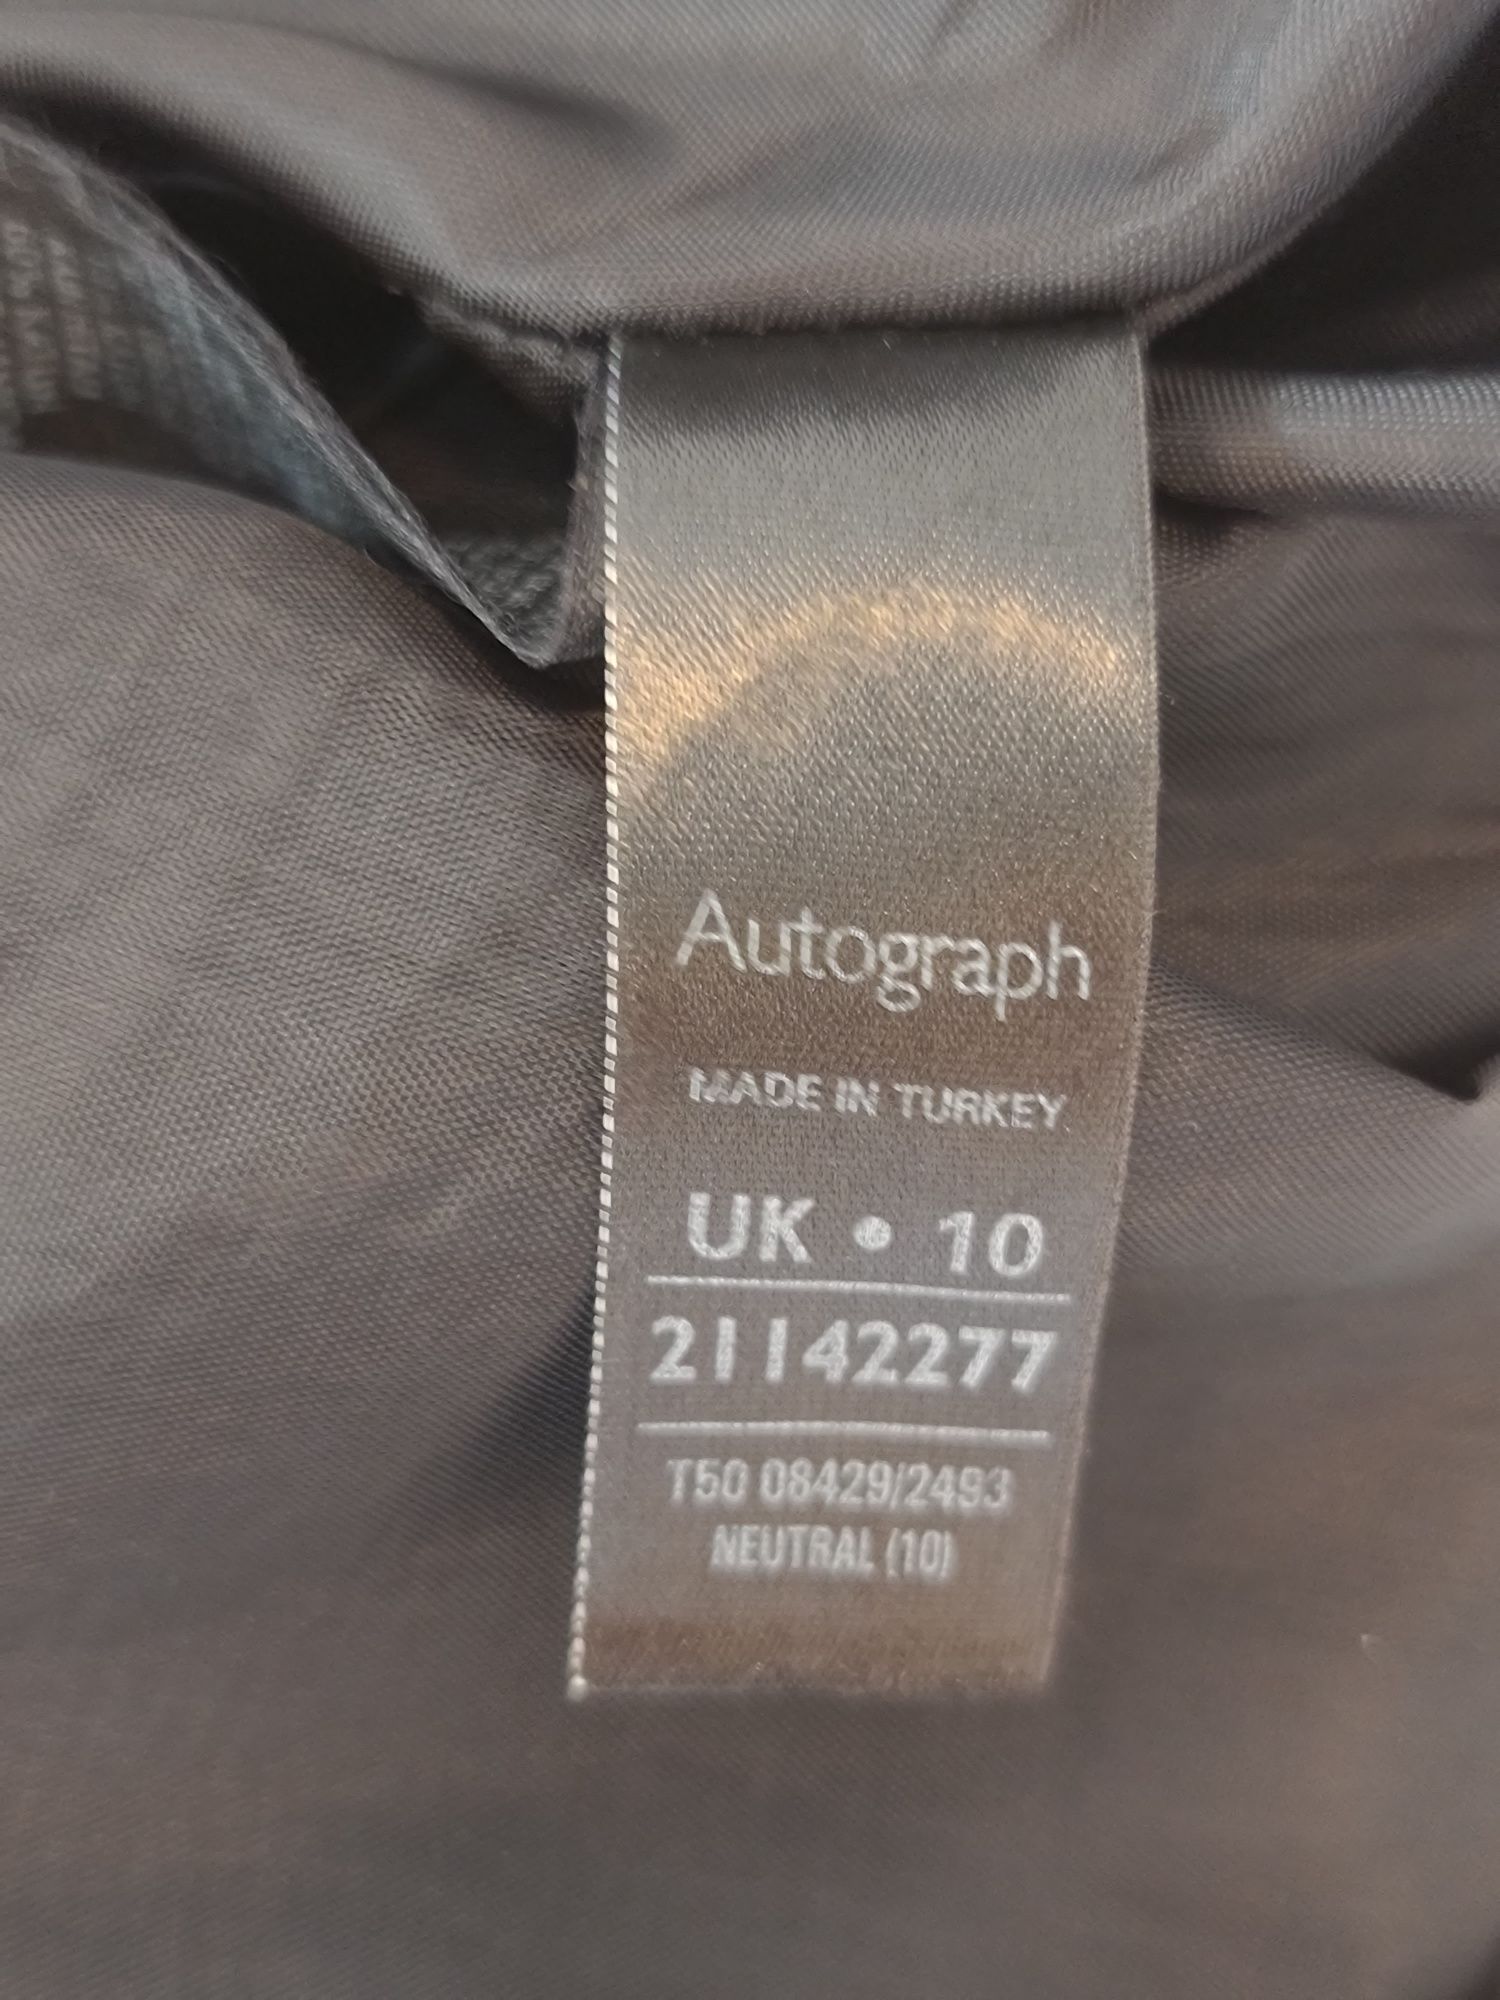 Autograph
MADE IN TURKEY
UK • 10
21142277
T50 08429/2493
NEUTRAL (10)